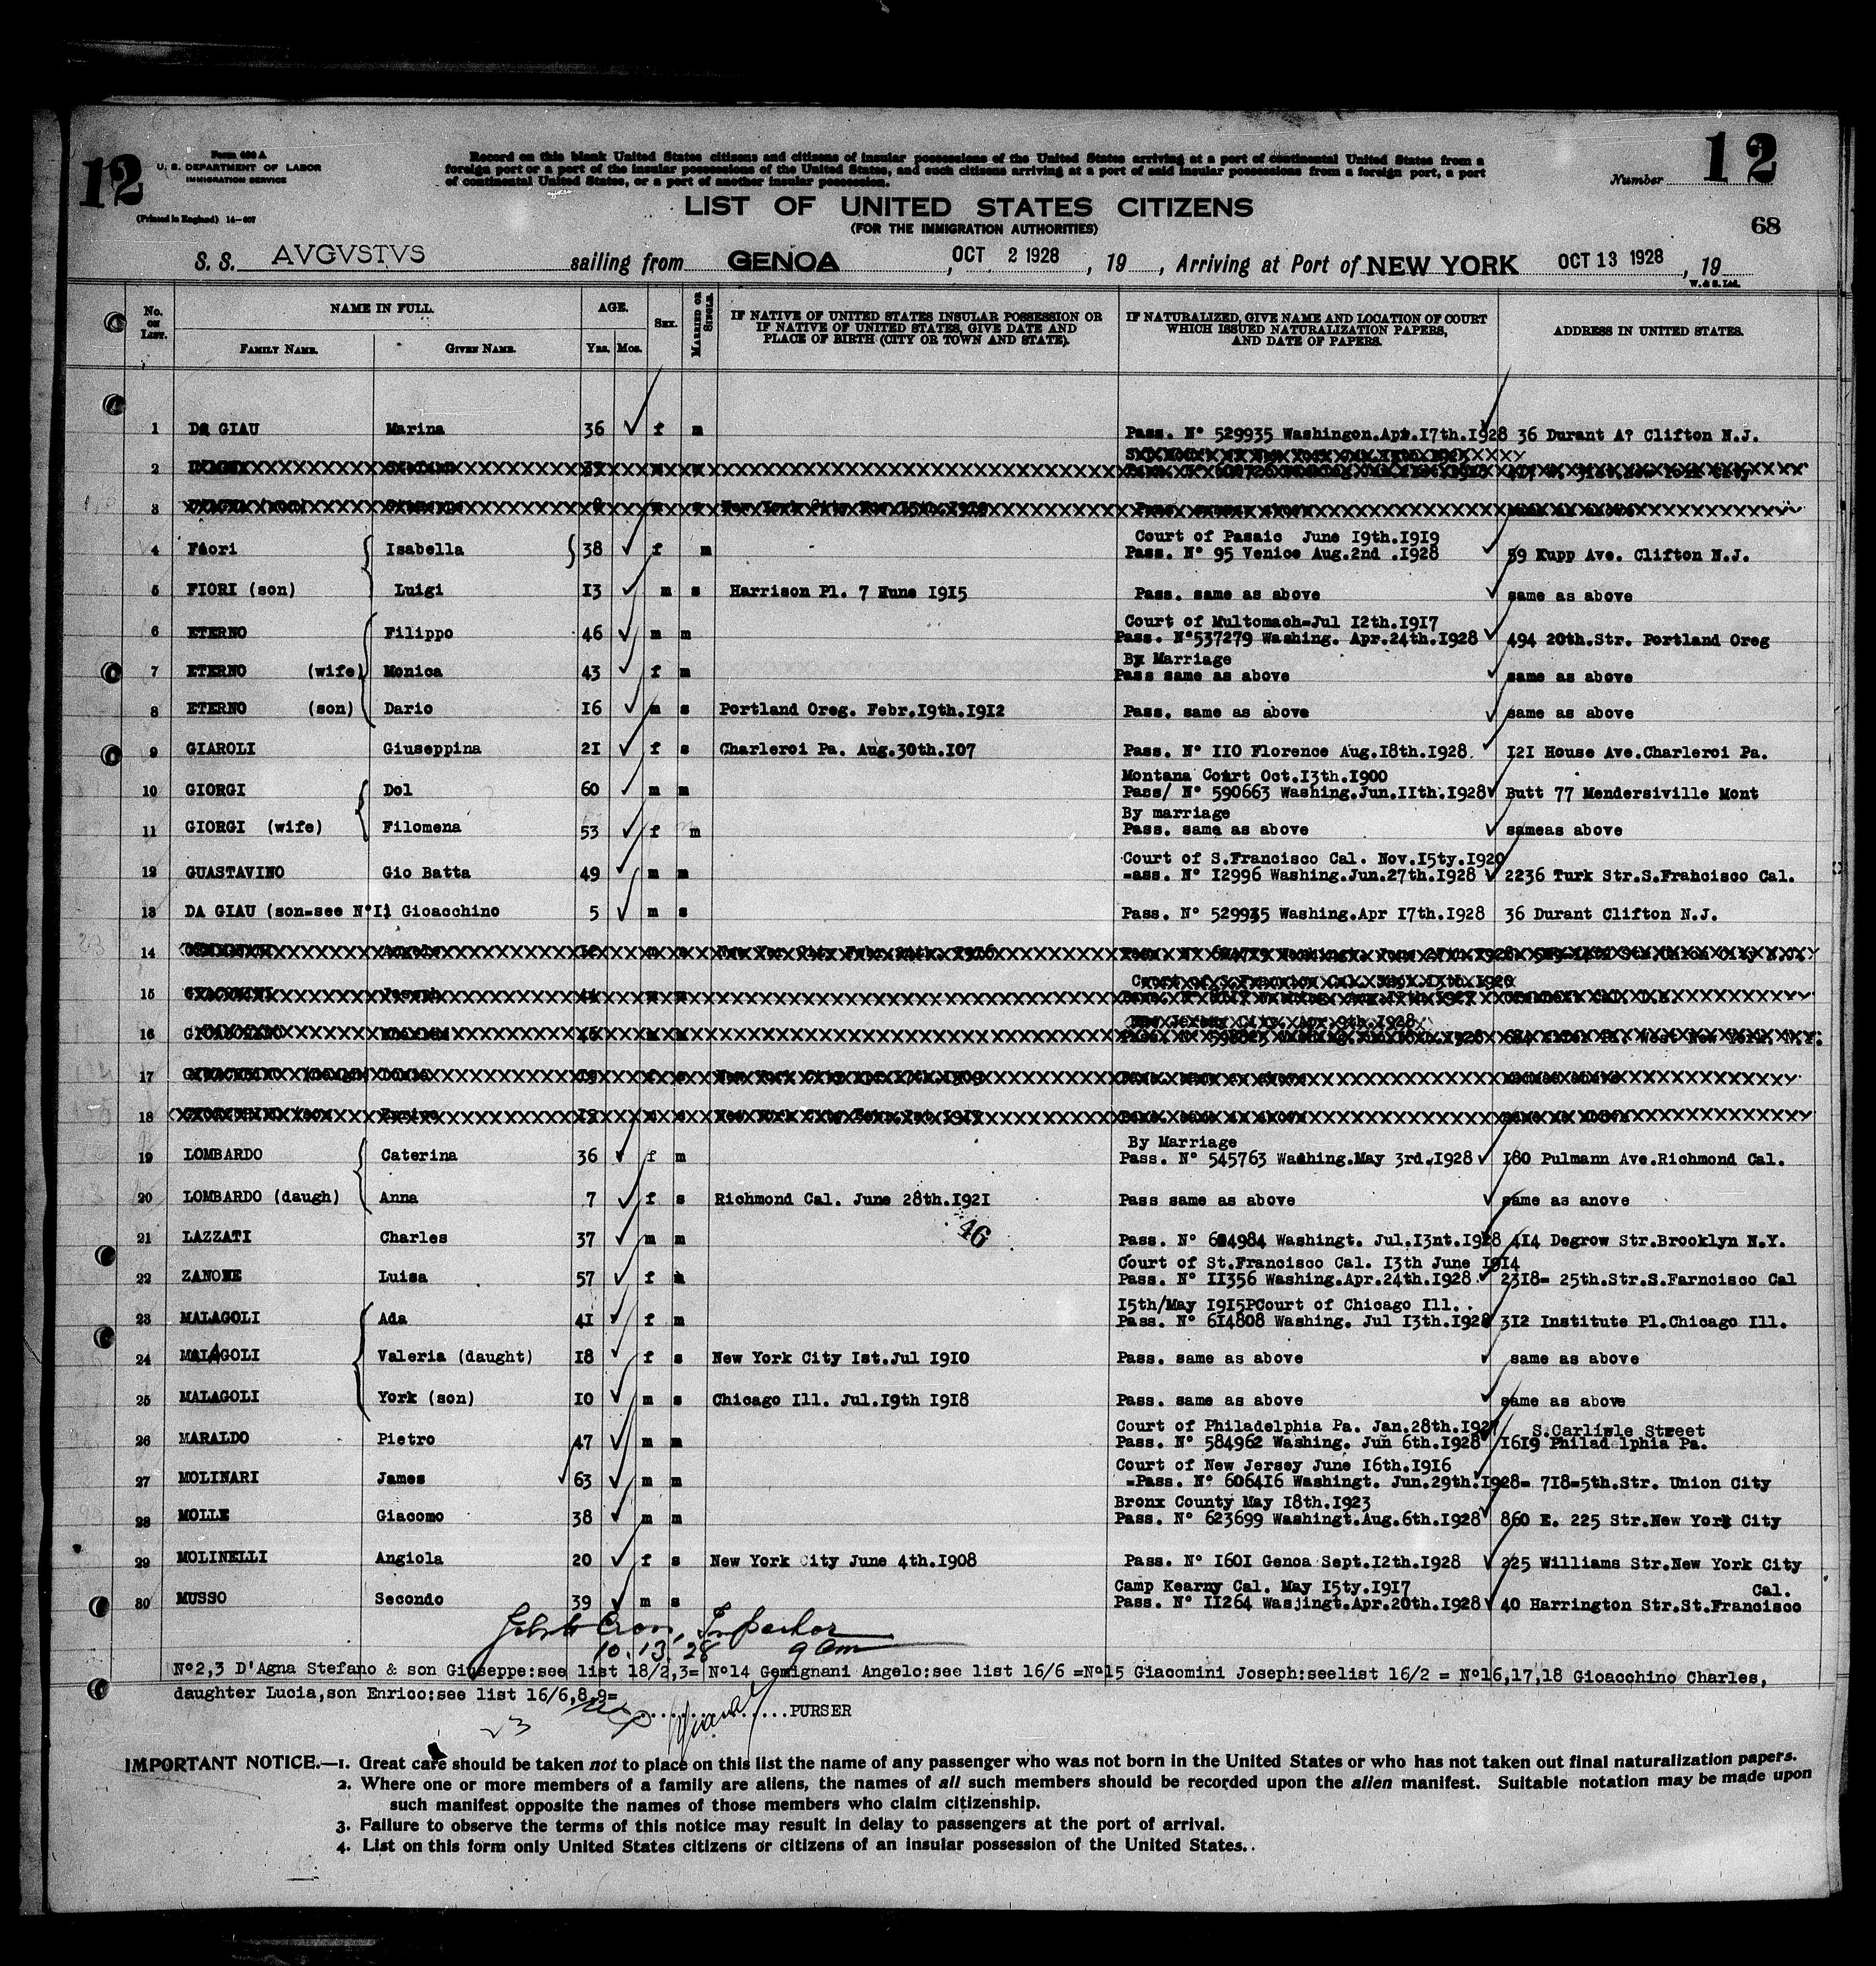 12
Form 630 A
U. S. DEPARTMENT OF LABOR
IMMIGRATION SERVICE
(Printed in England) 14—607
Record on this blank United States citizens and citizens of insular possessions of the United States arriving at a port of continental United States from a
foreign port or a port of the insular possessions of the United States, and such citizens arriving at a port of said insular possessions from a foreign port, a port
of continental United States, or a port of another insular possession.
Number 12
LIST OF UNITED STATES CITIZENS
(FOR THE IMMIGRATION AUTHORITIES)
68
S. S. AVGVSTVS sailing from GENOA, OCT 2 1928, 19 , Arriving at Port of NEW YORK OCT 13 1928, 19
W. & S. Ltd.
No. ON LIST. NAME IN FULL. AGE. SEX. MARRIED OR SINGLE. IF NATIVE OF UNITED STATES INSULAR POSSESSION OR IF NATIVE OF UNITED STATES, GIVE DATE AND PLACE OF BIRTH (CITY OR TOWN AND STATE). IF NATURALIZED, GIVE NAME AND LOCATION OF COURT WHICH ISSUED NATURALIZATION PAPERS, AND DATE OF PAPERS. ADDRESS IN UNITED STATES.
FAMILY NAME. GIVEN NAME. YRS. MOS.
1 DA GIAU Marina 36 f m Pass. N° 529935 Washingon.Apr.17th.1928 36 Durant A? Clifton N.J.
2
3
4 Fiori Isabella 38 f m Court of Pasaic June 19th.1919
Pass. N° 95 Venice Aug.2nd .1928 59 Kupp Ave. Clifton N.J.
5 FIORI (son) Luigi 13 m s Harrison Pl. 7 Hune 1915 Pass. same as above same as above
6 ETERNO Filippo 46 m m Court of Multomach=Jul 12th.1917
Pass. N°537279 Washing. Apr.24th.1928 494 20th.Str. Portland Oreg
7 ETERNO (wife) Monica 43 f m By Marriage
Pass same as above same as above
8 ETERNO (son) Dario 16 m s Portland Oreg. Febr.19th.1912 Pass. same as above same as above
9 GIAROLI Giuseppina 21 f s Charleroi Pa. Aug.30th.107 Pass. N° 110 Florence Aug.18th.1928. 121 House Ave.Charleroi Pa.
10 GIORGI Dol 60 m m Montana Court Oct.13th.1900
Pass/ N° 590663 Washing.Jun.11th.1928 Butt 77 Mendersiville Mont
11 GIORGI (wife) Filomena 53 f m By marriage
Pass. same as above sameas above
12 GUASTAVINO Gio Batta 49 m m Court of S.Francisco Cal. Nov.15ty.1920
=ass. N° 12996 Washing.Jun.27th.1928 2236 Turk Str.S.Frahcisco Cal.
13 DA GIAU (son=see N°I) Gioacchino 5 m s Pass. N° 529935 Washing.Apr 17th.1928 36 Durant Clifton N.J.
14
15
16
17
18
19 LOMBARDO Caterina 36 f m By Marriage
Pass. N° 545763 Washing.May 3rd.1928 180 Pulmann Ave.Richmond Cal.
20 LOMBARDO (daugh) Anna 7 f s Richmond Cal. June 28th.1921 Pass same as above same as anove
46
21 LAZZATI Charles 37 m m Pass. N° 604984 Washingt. Jul.13nt.1928 414 Degrow Str.Brooklyn N.Y.
22 ZANONE Luisa 57 f Court of St.Francisco Cal. 13th June 1914
Pass. N° 11356 Washing.Apr.24th.1928. 2318= 25th.Str.S.Farncisco Cal
23 MALAGOLI Ada 41 f m 15th/May 1915PCourt of Chicago Ill. .
Pass. N° 614808 Washing. Jul 13th.1928 312 Institute Pl.Chicago Ill.
24 MALAGOLI Valeria (daught) 18 f s New York City Ist.Jul 1910 Pass. same as above same as above
25 MALAGOLI York (son) 10 m s Chicago Ill. Jul.19th 1918 Pass. same as above same as above
26 MARALDO Pietro 47 m m Court of Philadelphia Pa. Jan.28th.1927 S.Carlisle Street
Pass. N° 584962 Washing. Jun 6th.1928 1619 Philadelphia Pa.
27 MOLINARI James 63 m m Court of New Jersey June 16th.1916
=Pass. N° 606416 Washingt. Jun.29th.1928= 718=5th.Str. Union City
28 MOLLE Giacomo 38 m m Bronx County May 18th.1923
Pass. N° 623699 Washingt.Aug.6th.1928 860 E. 225 Str.New York City
29 MOLINELLI Angiola 20 f s New York City June 4th.1908 Pass. N° 1601 Genoa Sept.12th.1928 225 Williams Str.New York City
30 MUSSO Secondo 39 m s Camp Kearny Cal. May 15ty.1917 Cal.
Pass. N° 11264 Wasjingt.Apr.20th.1928 40 Harrington Str.St.Francisco
Inspector
10.13.28 9 am
N°2,3 D'Agna Stefano & son Giuseppe:see list 18/2,3= N°14 Gemignani Angelo:see list 16/6 =N°15 Giacomini Joseph:seelist 16/2 = N°16,17,18 Gioacchino Charles,
daughter Lucia,son Enrico:see list 16/6,8,9=
23
PURSER
IMPORTANT NOTICE.—1. Great care should be taken not to place on this list the name of any passenger who was not born in the United States or who has not taken out final naturalization papers.
2. Where one or more members of a family are aliens, the names of all such members should be recorded upon the alien manifest. Suitable notation may be made upon
such manifest opposite the names of those members who claim citizenship.
3. Failure to observe the terms of this notice may result in delay to passengers at the port of arrival.
4. List on this form only United States citizens or citizens of an insular possession of the United States.